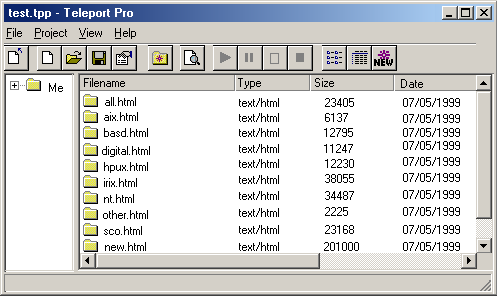 test.tpp - Teleport Pro
File Project View Help
NEW
Me
Filename Type Size Date
all.html text/html 23405 07/05/1999
aix.html text/html 6137 07/05/1999
basd.html text/html 12795 07/05/1999
digital.html text/html 11247 07/05/1999
hpux.html text/html 12230 07/05/1999
irix.html text/html 38055 07/05/1999
nt.html text/html 34487 07/05/1999
other.html text/html 2225 07/05/1999
sco.html text/html 23168 07/05/1999
new.html text/html 201000 07/05/1999